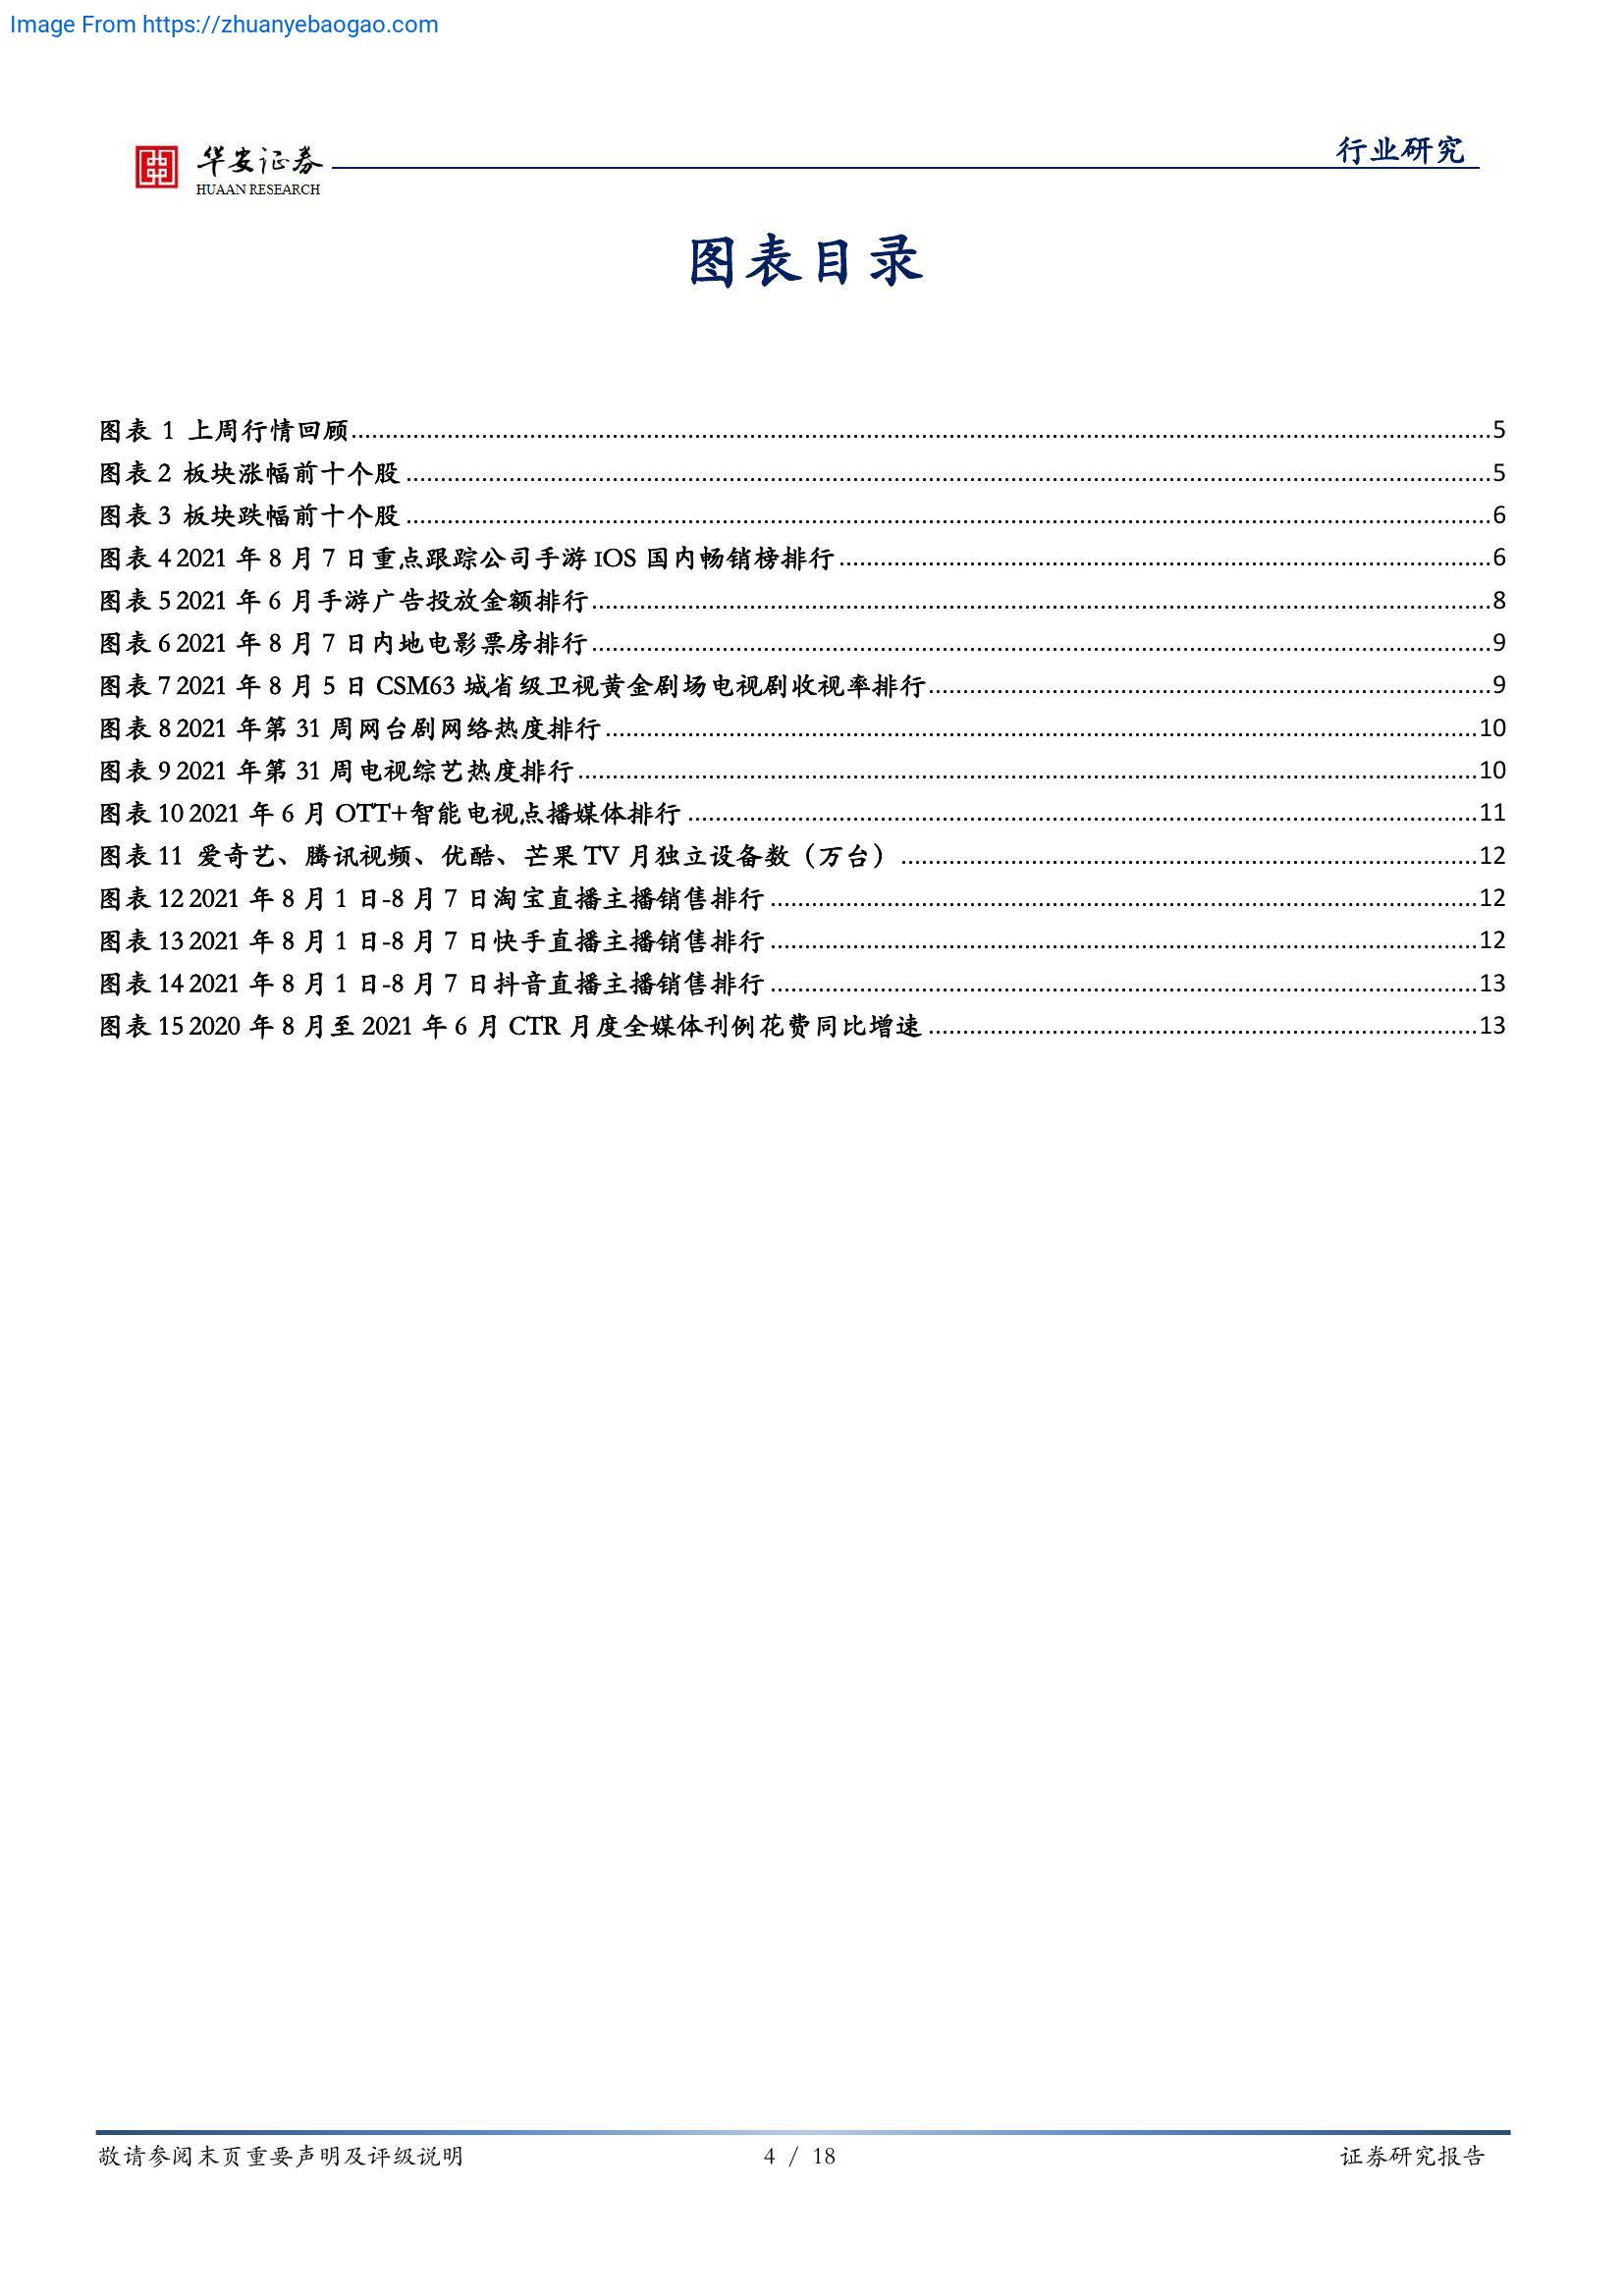 Image From https://zhuanyebaogao.com
华安证券
HUAAN RESEARCH
行业研究
图表目录
图表 1 上周行情回顾........................5
图表 2 板块涨幅前十个股........................5
图表 3 板块跌幅前十个股........................6
图表 4 2021 年 8 月 7 日重点跟踪公司手游 iOS 国内畅销榜排行........................6
图表 5 2021 年 6 月手游广告投放金额排行........................8
图表 6 2021 年 8 月 7 日内地电影票房排行........................9
图表 7 2021 年 8 月 5 日 CSM63 城省级卫视黄金剧场电视剧收视率排行........................9
图表 8 2021 年第 31 周网台剧网络热度排行........................10
图表 9 2021 年第 31 周电视综艺热度排行........................10
图表 10 2021 年 6 月 OTT+智能电视点播媒体排行........................11
图表 11 爱奇艺、腾讯视频、优酷、芒果 TV 月独立设备数（万台）........................12
图表 12 2021 年 8 月 1 日-8 月 7 日淘宝直播主播销售排行........................12
图表 13 2021 年 8 月 1 日-8 月 7 日快手直播主播销售排行........................12
图表 14 2021 年 8 月 1 日-8 月 7 日抖音直播主播销售排行........................13
图表 15 2020 年 8 月至 2021 年 6 月 CTR 月度全媒体刊例花费同比增速........................13
敬请参阅末页重要声明及评级说明
4 / 18
证券研究报告